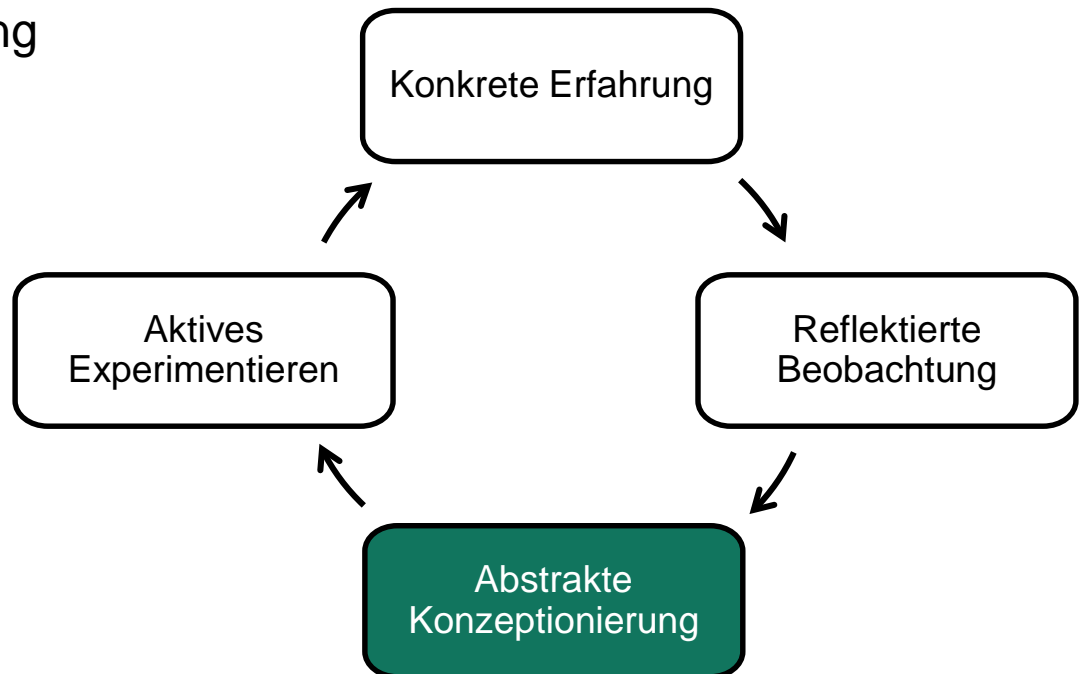 ng
Konkrete Erfahrung
Aktives
Experimentieren
Reflektierte
Beobachtung
Abstrakte
Konzeptionierung